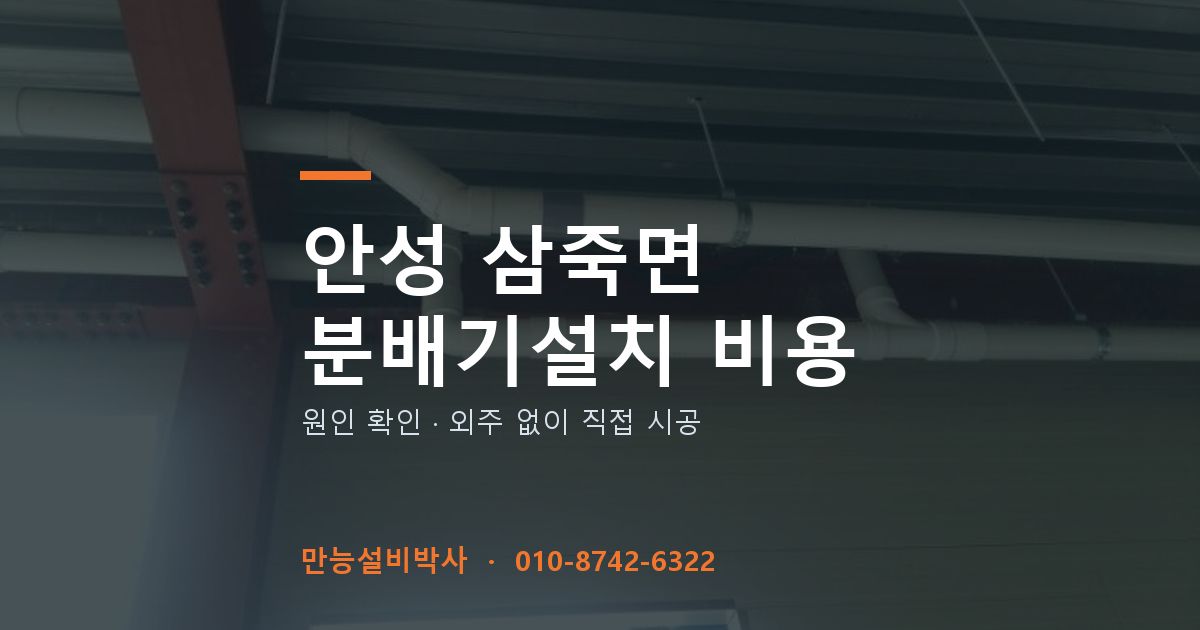 안성 삼죽면
분배기설치 비용
원인 확인 · 외주 없이 직접 시공
만능설비박사 · 010-8742-6322